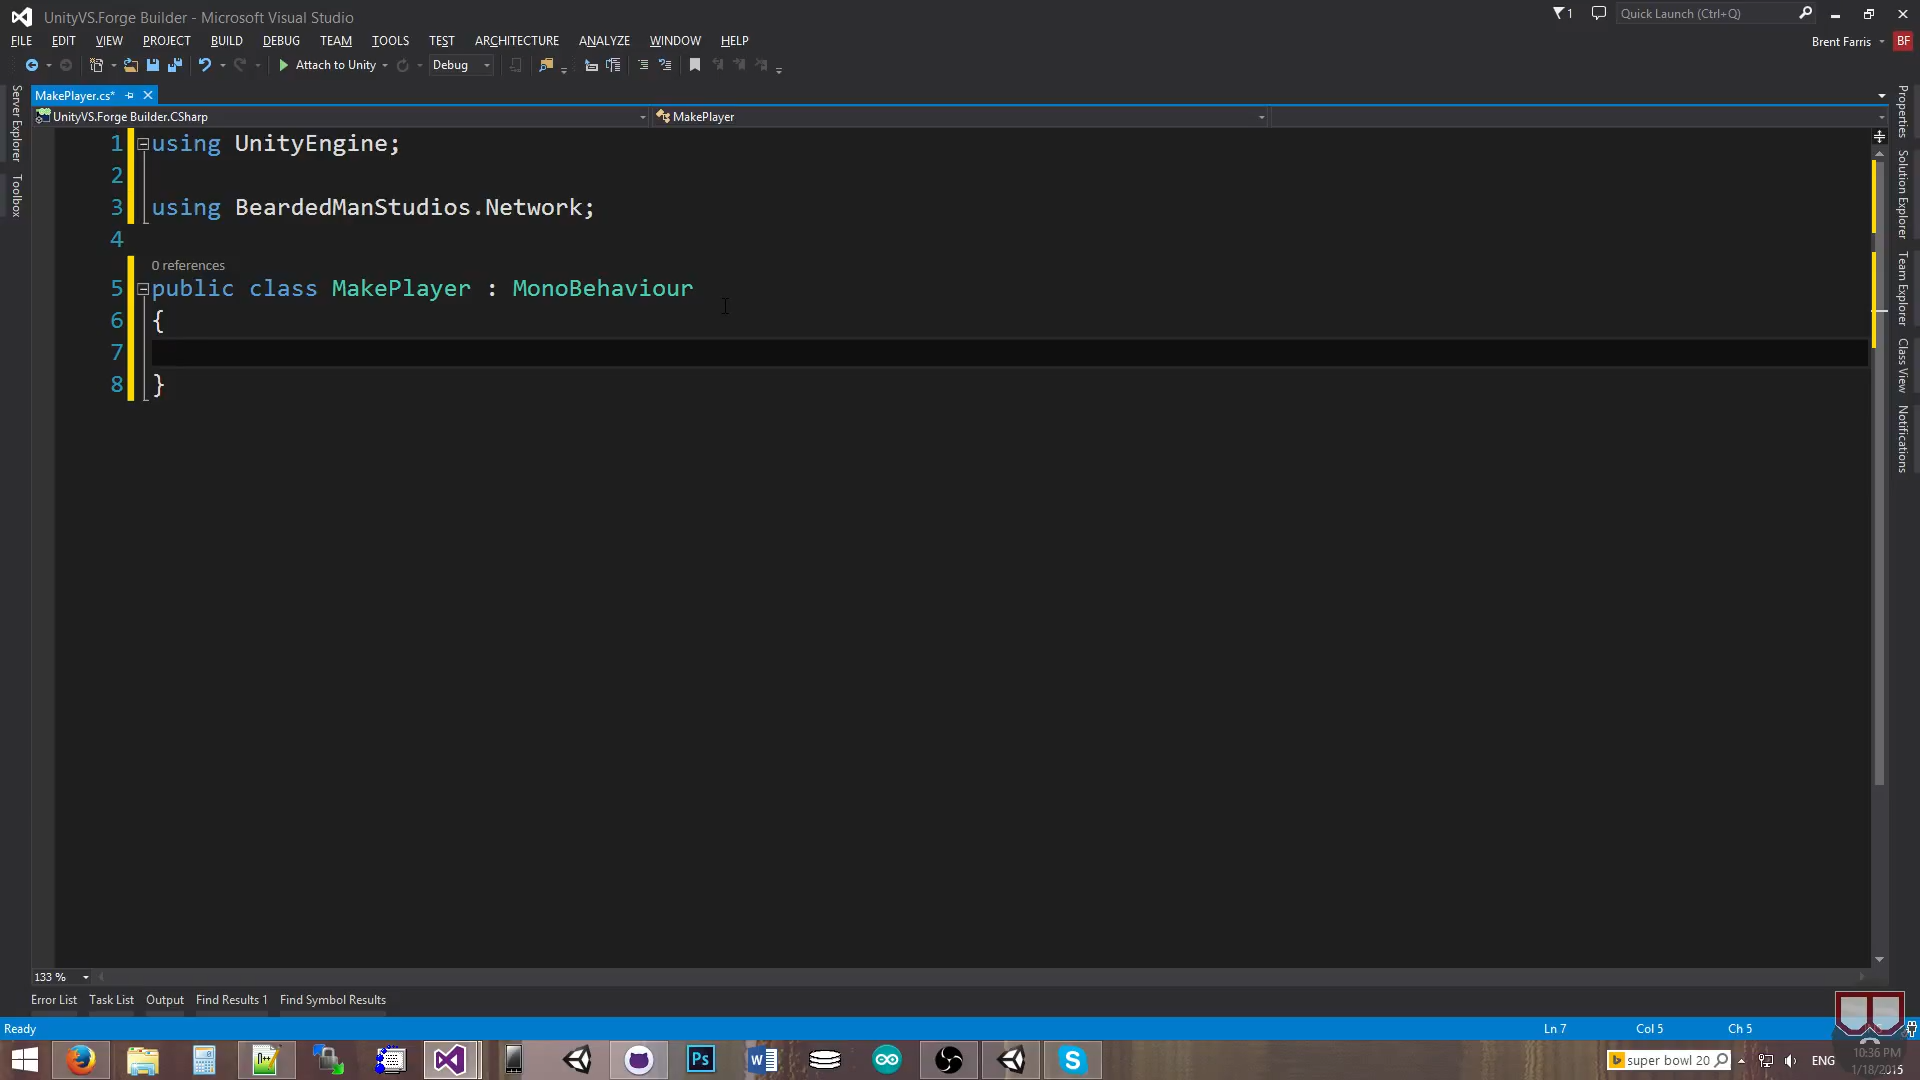 UnityVS.Forge Builder - Microsoft Visual Studio
1
Quick Launch (Ctrl+Q)
FILE EDIT VIEW PROJECT BUILD DEBUG TEAM TOOLS TEST ARCHITECTURE ANALYZE WINDOW HELP
Brent Farris
BF
Attach to Unity
Debug
MakePlayer.cs*
UnityVS.Forge Builder.CSharp
MakePlayer
Server Explorer
Toolbox
Properties
Solution Explorer
Team Explorer
Class View
Notifications
1 using UnityEngine;
2
3 using BeardedManStudios.Network;
4
0 references
5 public class MakePlayer : MonoBehaviour
6 {
7
8 }
133 %
Error List Task List Output Find Results 1 Find Symbol Results
Ready
Ln 7
Col 5
Ch 5
Ps
W
super bowl 20
ENG
10:36 PM
1/18/2015